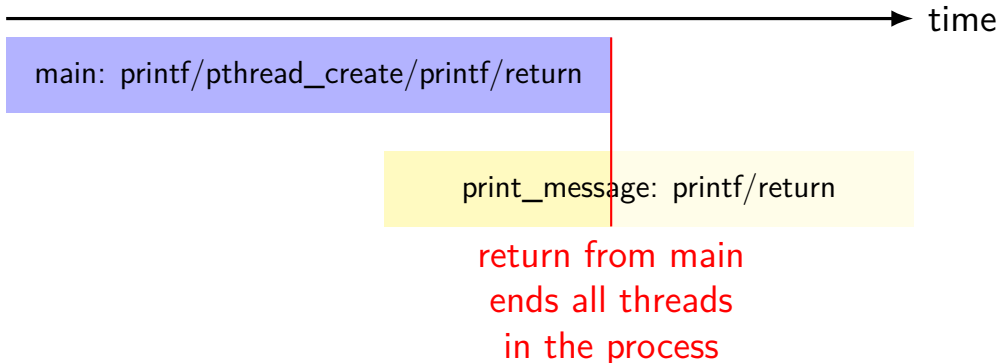 time
main: printf/pthread_create/printf/return
print_message: printf/return
return from main
ends all threads
in the process